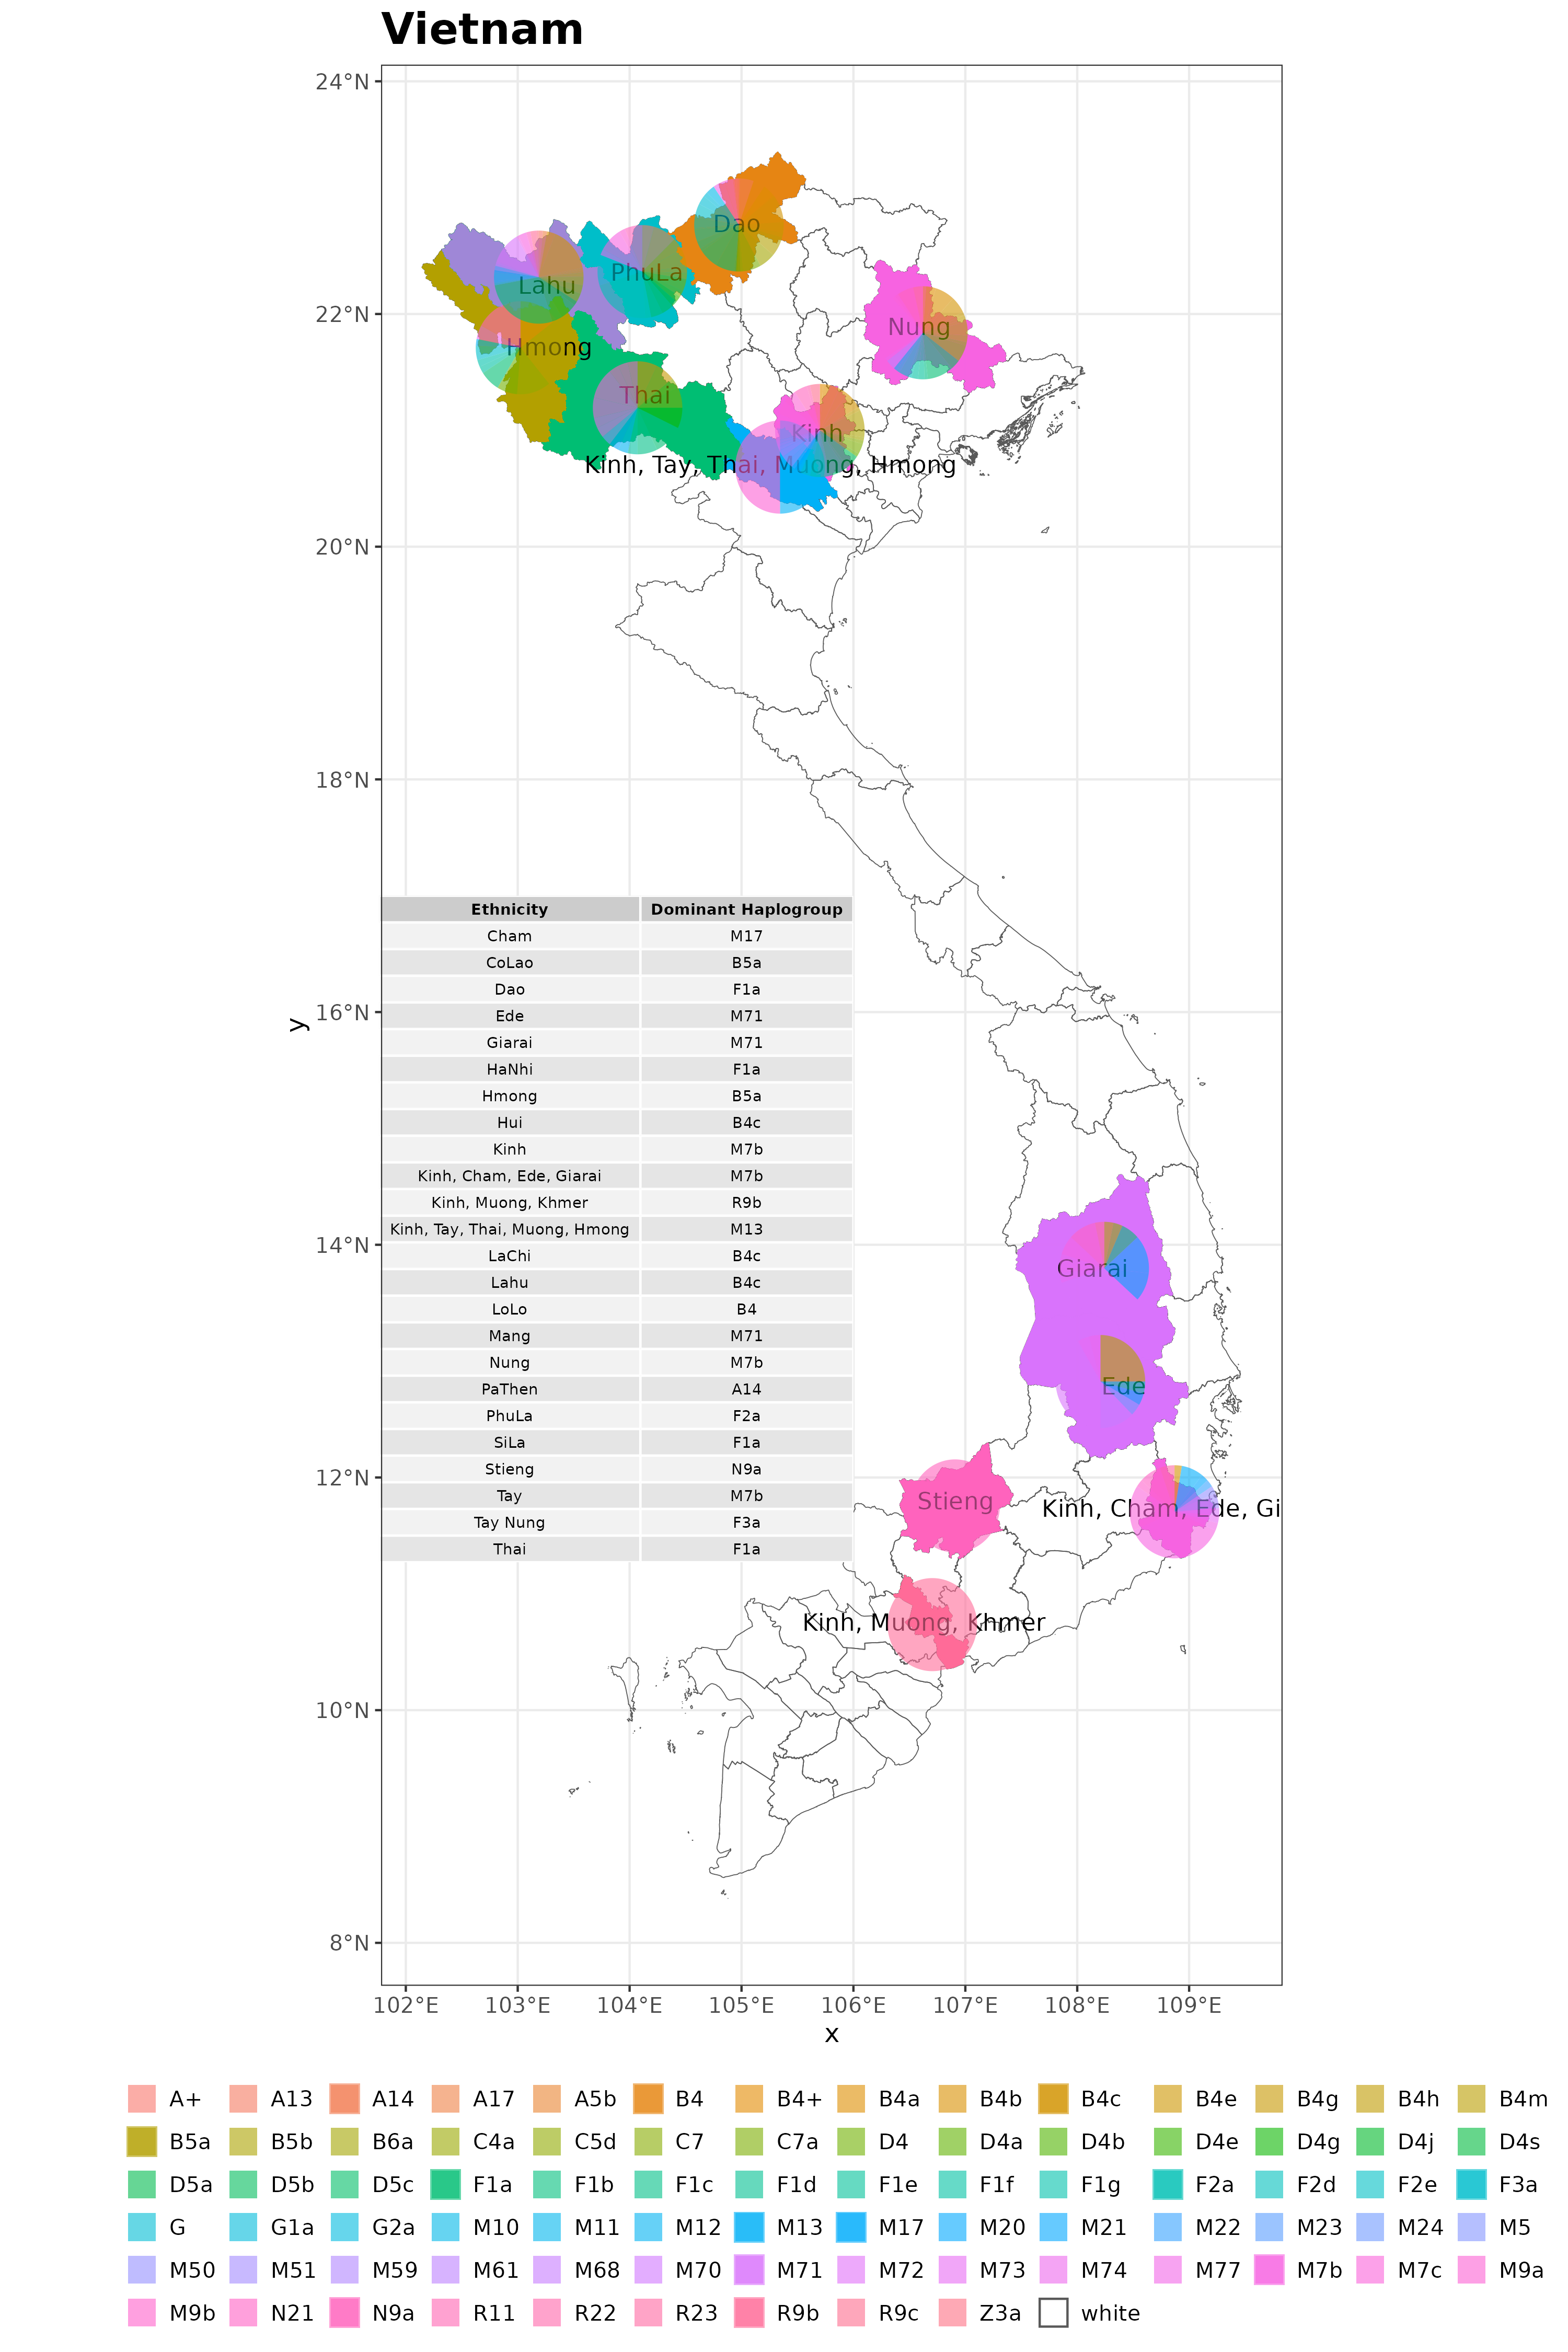 Vietnam
24°N
22°N
20°N
18°N
16°N
14°N
12°N
10°N
8°N
y
Dao
PhuLa
Lahu
Nung
Hmong
Thai
Kinh
Kinh, Tay, Thai, Muong, Hmong
Ethnicity Dominant Haplogroup
Cham M17
CoLao B5a
Dao F1a
Ede M71
Giarai M71
HaNhi F1a
Hmong B5a
Hui B4c
Kinh M7b
Kinh, Cham, Ede, Giarai M7b
Kinh, Muong, Khmer R9b
Kinh, Tay, Thai, Muong, Hmong M13
LaChi B4c
Lahu B4c
LoLo B4
Mang M71
Nung M7b
PaThen A14
PhuLa F2a
SiLa F1a
Stieng N9a
Tay M7b
Tay Nung F3a
Thai F1a
Giarai
Ede
Stieng
Kinh, Cham, Ede, Gi
Kinh, Muong, Khmer
102°E 103°E 104°E 105°E 106°E 107°E 108°E 109°E
x
A+ A13 A14 A17 A5b B4 B4+ B4a B4b B4c B4e B4g B4h B4m
B5a B5b B6a C4a C5d C7 C7a D4 D4a D4b D4e D4g D4j D4s
D5a D5b D5c F1a F1b F1c F1d F1e F1f F1g F2a F2d F2e F3a
G G1a G2a M10 M11 M12 M13 M17 M20 M21 M22 M23 M24 M5
M50 M51 M59 M61 M68 M70 M71 M72 M73 M74 M77 M7b M7c M9a
M9b N21 N9a R11 R22 R23 R9b R9c Z3a white